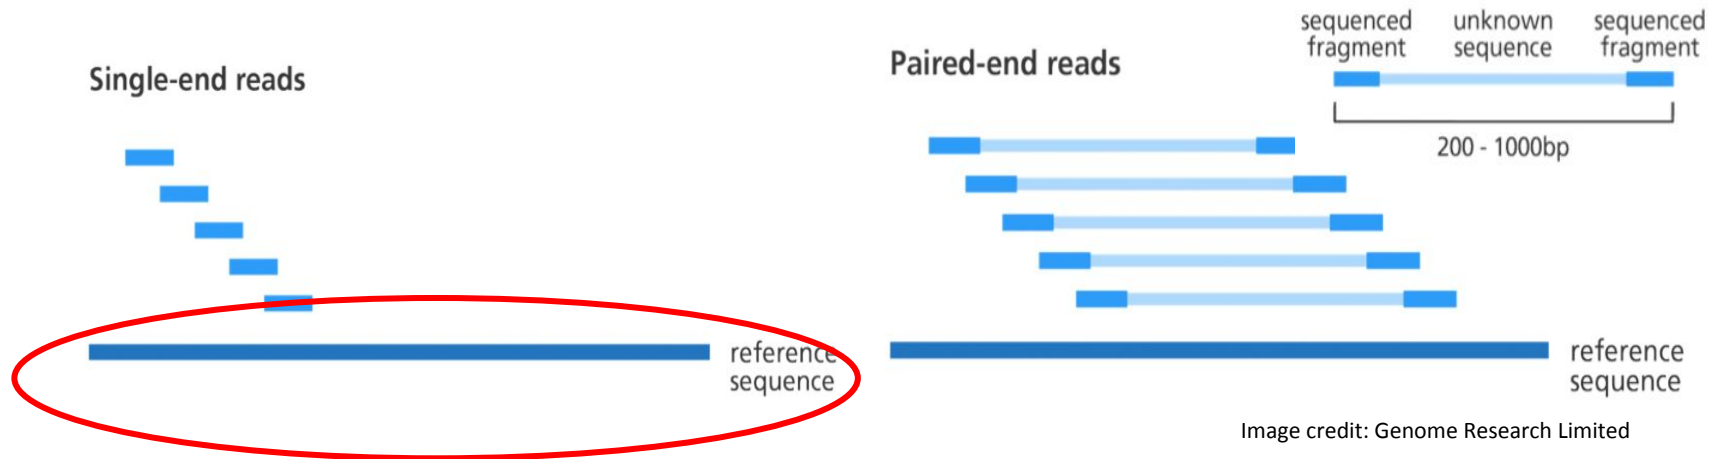 Single-end reads
reference
sequence
Paired-end reads
sequenced
fragment
unknown
sequence
sequenced
fragment
200 - 1000bp
reference
sequence
Image credit: Genome Research Limited